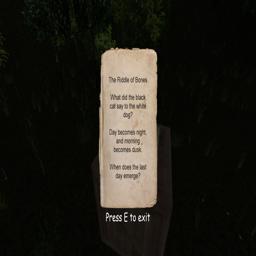 The Riddle of Bones
What did the black
cat say to the white
dog?
Day becomes night,
and morning
becomes dusk.
When does the last
day emerge?
Press E to exit